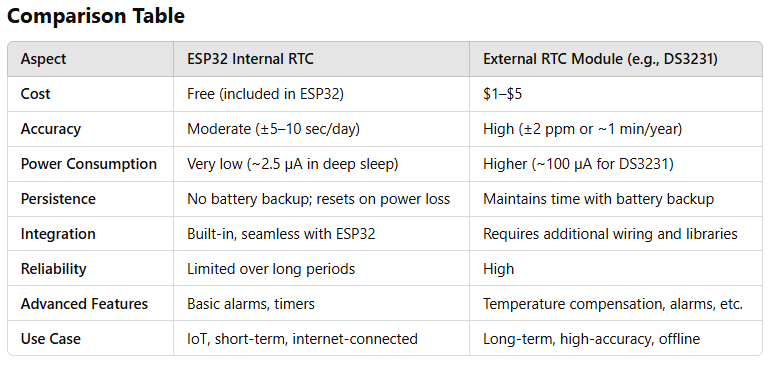 Comparison Table
Aspect ESP32 Internal RTC External RTC Module (e.g., DS3231)
Cost Free (included in ESP32) $1–$5
Accuracy Moderate (±5–10 sec/day) High (±2 ppm or ~1 min/year)
Power Consumption Very low (~2.5 µA in deep sleep) Higher (~100 µA for DS3231)
Persistence No battery backup; resets on power loss Maintains time with battery backup
Integration Built-in, seamless with ESP32 Requires additional wiring and libraries
Reliability Limited over long periods High
Advanced Features Basic alarms, timers Temperature compensation, alarms, etc.
Use Case IoT, short-term, internet-connected Long-term, high-accuracy, offline